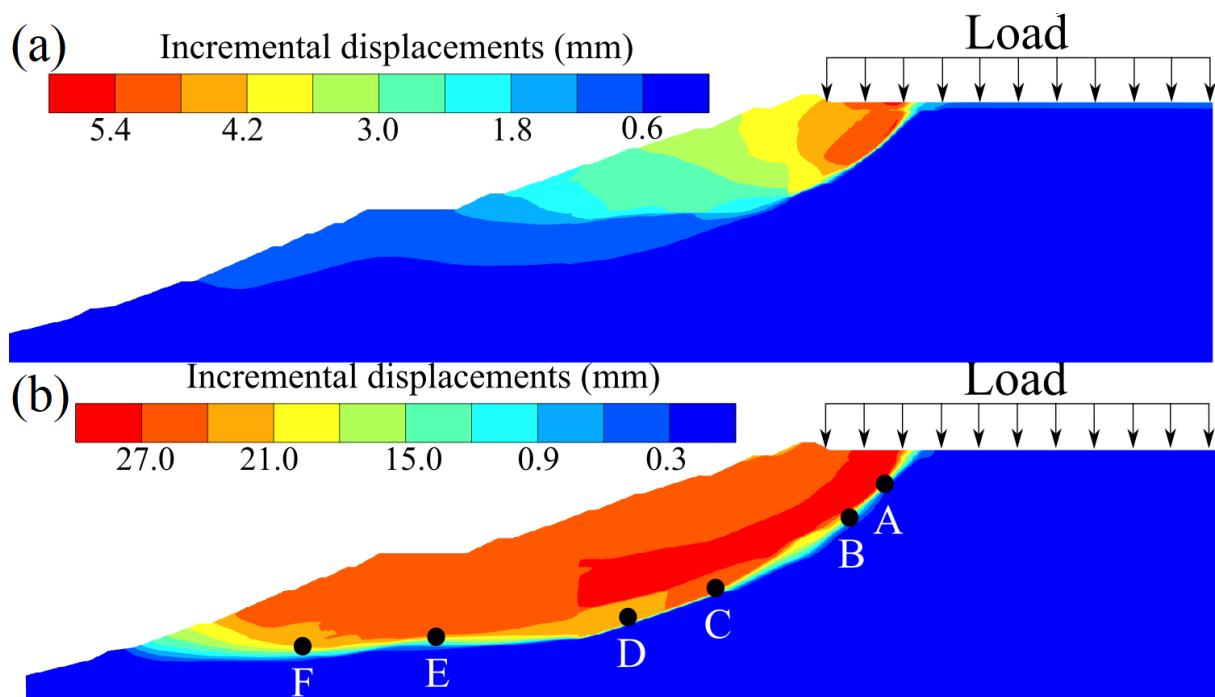 (a)
Incremental displacements (mm)
Load
5.4 4.2 3.0 1.8 0.6
(b)
Incremental displacements (mm)
Load
27.0 21.0 15.0 0.9 0.3
A
B
C
D
E
F